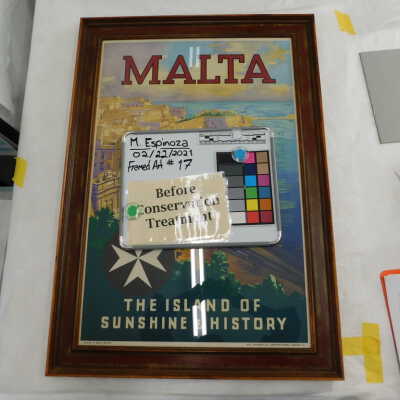 MALTA
M. Espinoza
02/22/2021
Framed Art # 17
Before
Conservation
Treatment
THE ISLAND OF
SUNSHINE & HISTORY